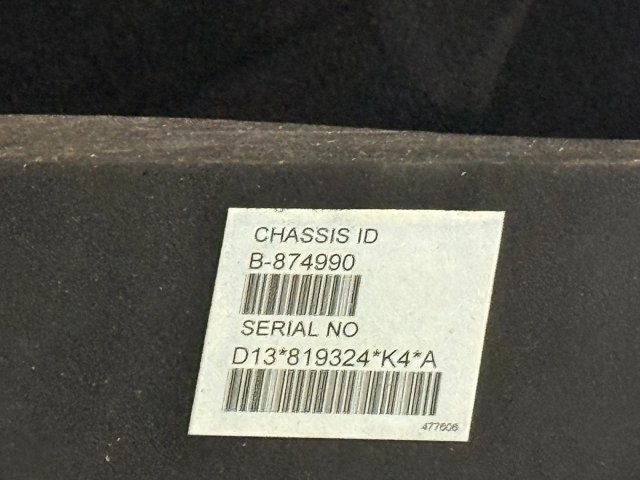 CHASSIS ID
B-874990
SERIAL NO
D13*819324*K4*A
477606